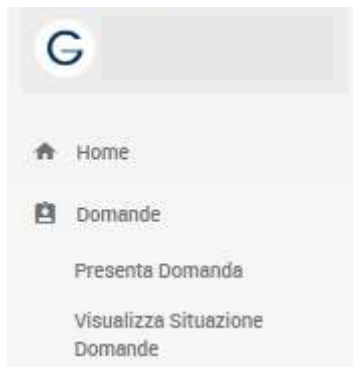 G
Home
Domande
Presenta Domanda
Visualizza Situazione
Domande